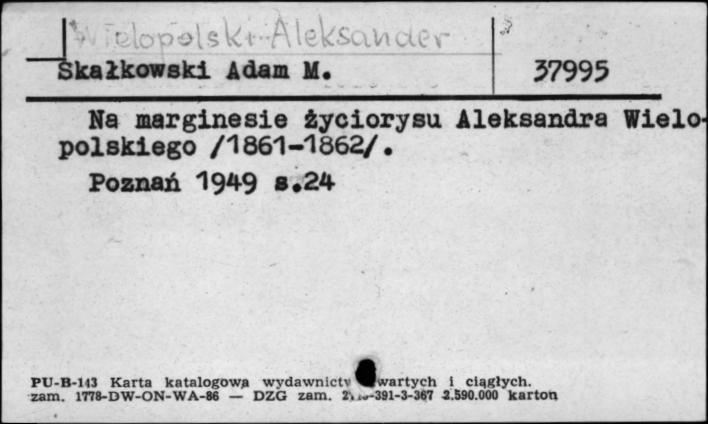 Wielopolski Aleksander
Skałkowski Adam M. 37995
Na marginesie życiorysu Aleksandra Wielo-
polskiego /1861-1862/.
Poznań 1949 s.24
PU-B-143 Karta katalogowa wydawnictw zwartych i ciągłych.
zam. 1778-DW-ON-WA-86 — DZG zam. -391-3-367 2.590.000 karton